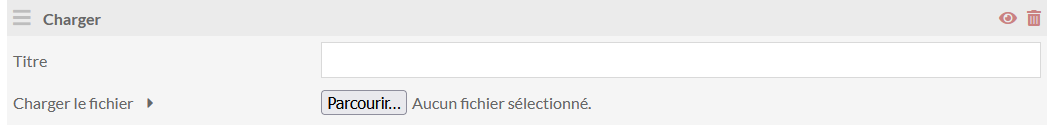 Charger
Titre
Charger le fichier
Parcourir... Aucun fichier sélectionné.